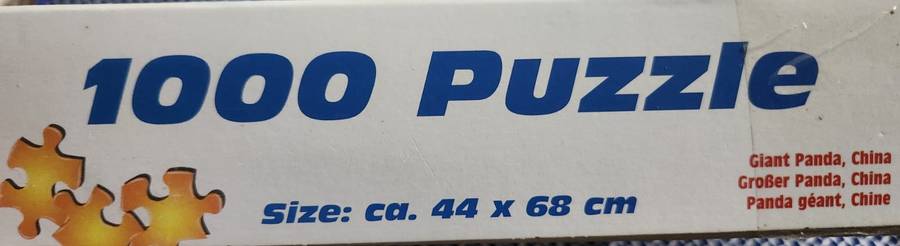 1000 Puzzle
Size: ca. 44 x 68 cm
Giant Panda, China
Großer Panda, China
Panda géant, Chine